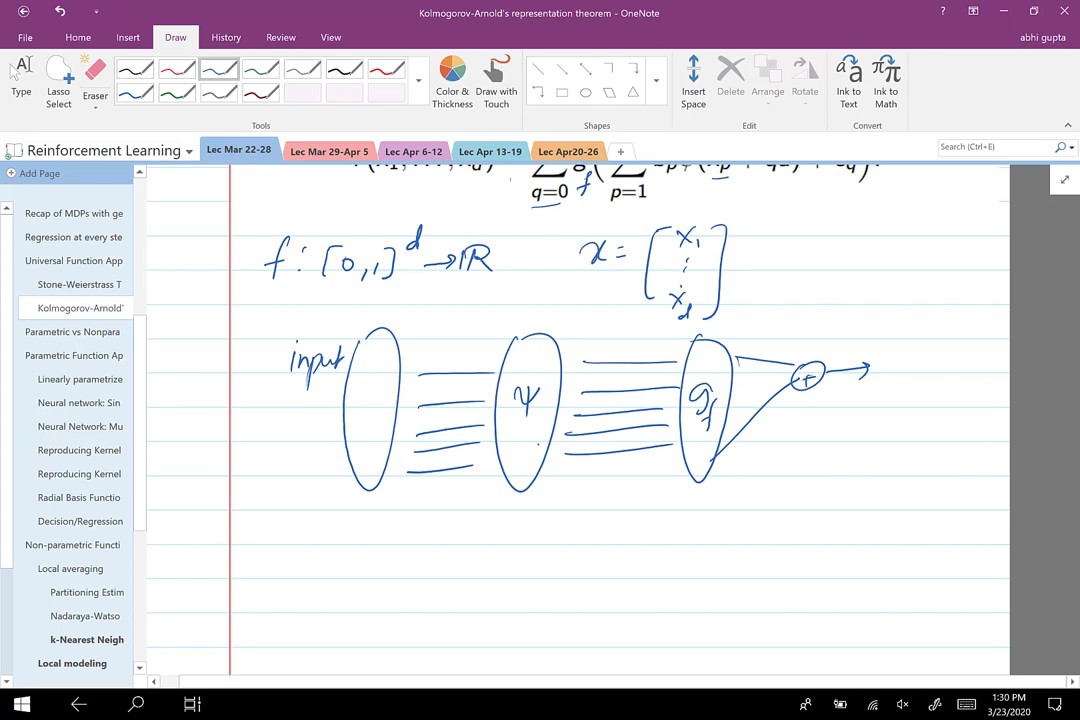 Kolmogorov-Arnold's representation theorem - OneNote
File Home Insert Draw History Review View abhi gupta
Type Lasso Select Eraser Color & Thickness Draw with Touch Insert Space Delete Arrange Rotate Ink to Text Ink to Math
Tools Shapes Edit Convert
Reinforcement Learning Lec Mar 22-28 Lec Mar 29-Apr 5 Lec Apr 6-12 Lec Apr 13-19 Lec Apr20-26 Search (Ctrl+E)
Add Page
Recap of MDPs with ge
Regression at every ste
Universal Function App
Stone-Weierstrass T
Kolmogorov-Arnold'
Parametric vs Nonpara
Parametric Function Ap
Linearly parametrize
Neural network: Sin
Neural Network: Mu
Reproducing Kernel
Reproducing Kernel
Radial Basis Functio
Decision/Regression
Non-parametric Functi
Local averaging
Partitioning Estim
Nadaraya-Watso
k-Nearest Neigh
Local modeling
q=0 f p=1
f : [0,1]^d → ℝ x = [x₁ ⋮ x_d]
input ψ g_f +
1:30 PM
3/23/2020